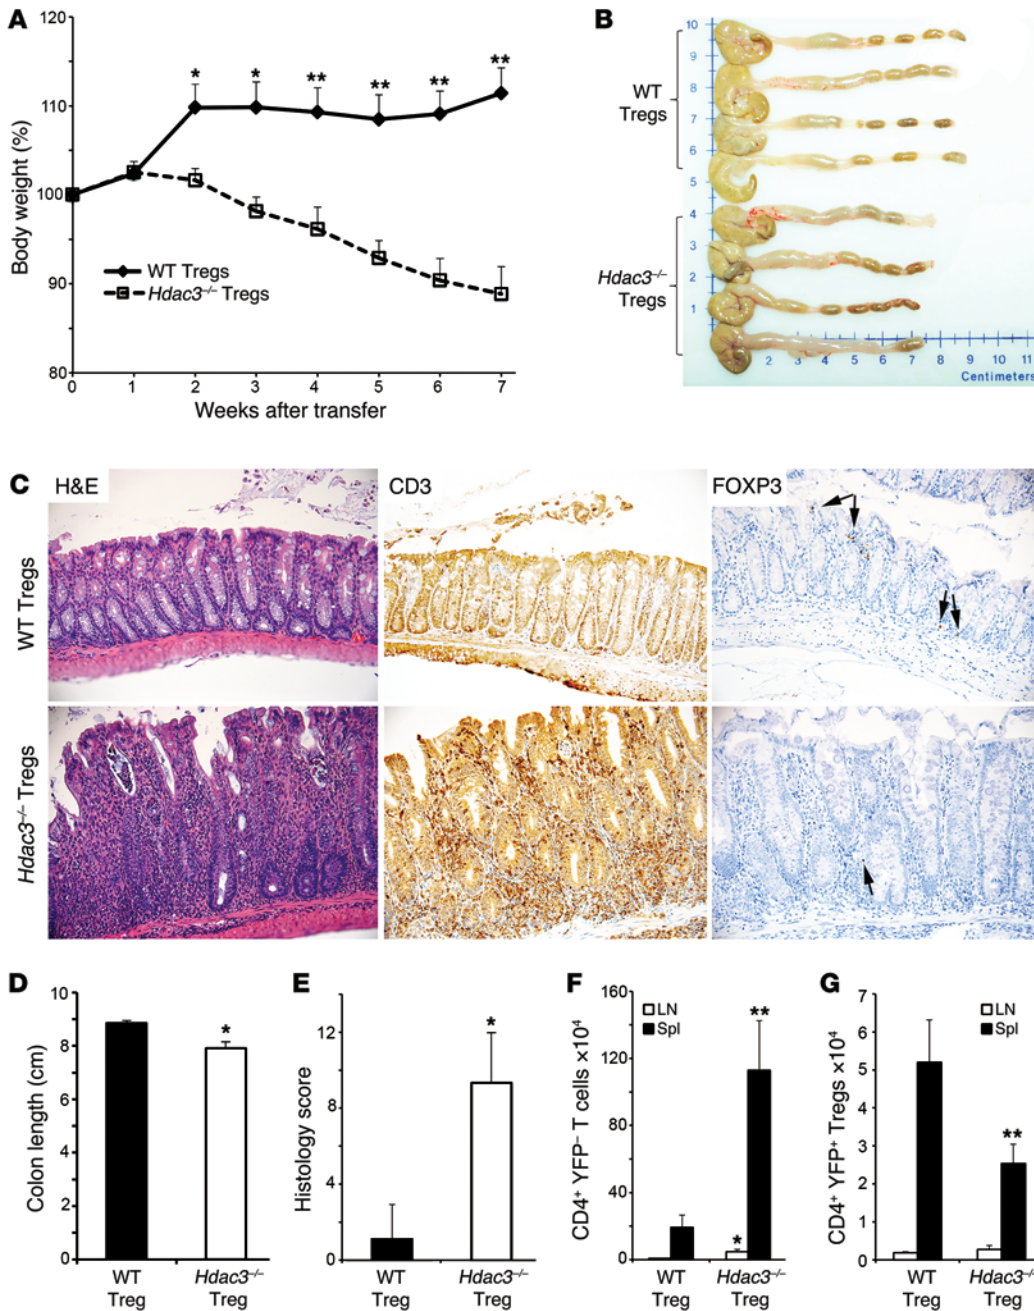 A
120
110
100
90
80
Body weight (%)
* * ** ** ** **
WT Tregs
Hdac3⁻/⁻ Tregs
0 1 2 3 4 5 6 7
Weeks after transfer
B
WT
Tregs
Hdac3⁻/⁻
Tregs
10
9
8
7
6
5
4
3
2
1
2 3 4 5 6 7 8 9 10 11
Centimeters
C
H&E
CD3
FOXP3
WT Tregs
Hdac3⁻/⁻ Tregs
D
10
8
6
4
2
0
Colon length (cm)
*
WT
Treg
Hdac3⁻/⁻
Treg
E
12
8
4
0
Histology score
*
WT
Treg
Hdac3⁻/⁻
Treg
F
160
120
80
40
0
CD4⁺ YFP⁻ T cells ×10⁴
LN
Spl
**
*
WT
Treg
Hdac3⁻/⁻
Treg
G
7
6
5
4
3
2
1
0
CD4⁺ YFP⁺ Tregs ×10⁴
LN
Spl
**
WT
Treg
Hdac3⁻/⁻
Treg